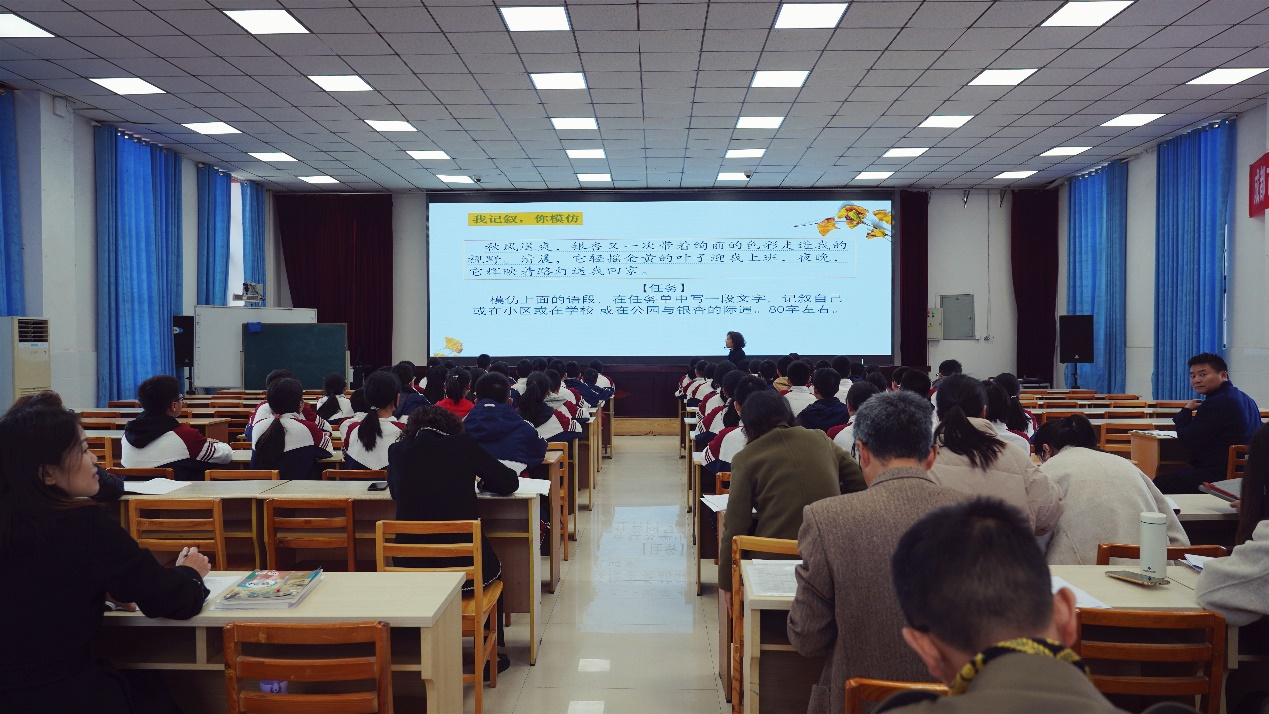 我记叙，你模仿
秋风送爽，银杏又一次带着绚丽的色彩走进我的
视野。清晨，它轻摇金黄的叶子迎我上班，夜晚，
它辉映着路灯送我回家。
【任务】
模仿上面的语段，在任务单中写一段文字，记叙自己
或在小区或在学校 或在公园与银杏的际遇。80字左右。
成都